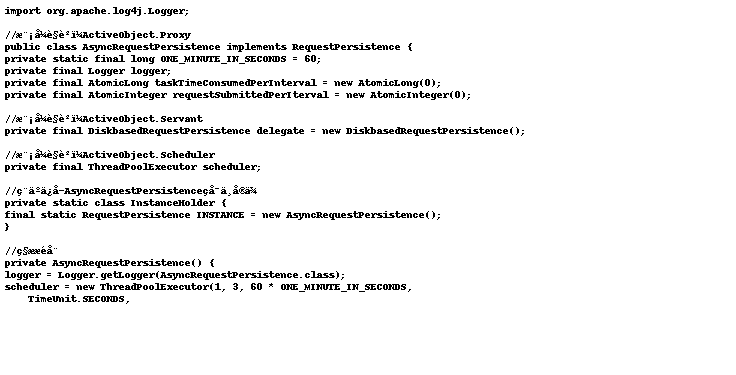 import org.apache.log4j.Logger;
//æ¨¡å¼è§è²ï¼ActiveObject.Proxy
public class AsyncRequestPersistence implements RequestPersistence {
private static final long ONE_MINUTE_IN_SECONDS = 60;
private final Logger logger;
private final AtomicLong taskTimeConsumedPerInterval = new AtomicLong(0);
private final AtomicInteger requestSubmittedPerIterval = new AtomicInteger(0);
//æ¨¡å¼è§è²ï¼ActiveObject.Servant
private final DiskbasedRequestPersistence delegate = new DiskbasedRequestPersistence();
//æ¨¡å¼è§è²ï¼ActiveObject.Scheduler
private final ThreadPoolExecutor scheduler;
//ç¨äºä¿å­AsyncRequestPersistenceçå¯ä¸å®ä¾
private static class InstanceHolder {
final static RequestPersistence INSTANCE = new AsyncRequestPersistence();
}
//ç§ææé å¨
private AsyncRequestPersistence() {
logger = Logger.getLogger(AsyncRequestPersistence.class);
scheduler = new ThreadPoolExecutor(1, 3, 60 * ONE_MINUTE_IN_SECONDS,
TimeUnit.SECONDS,